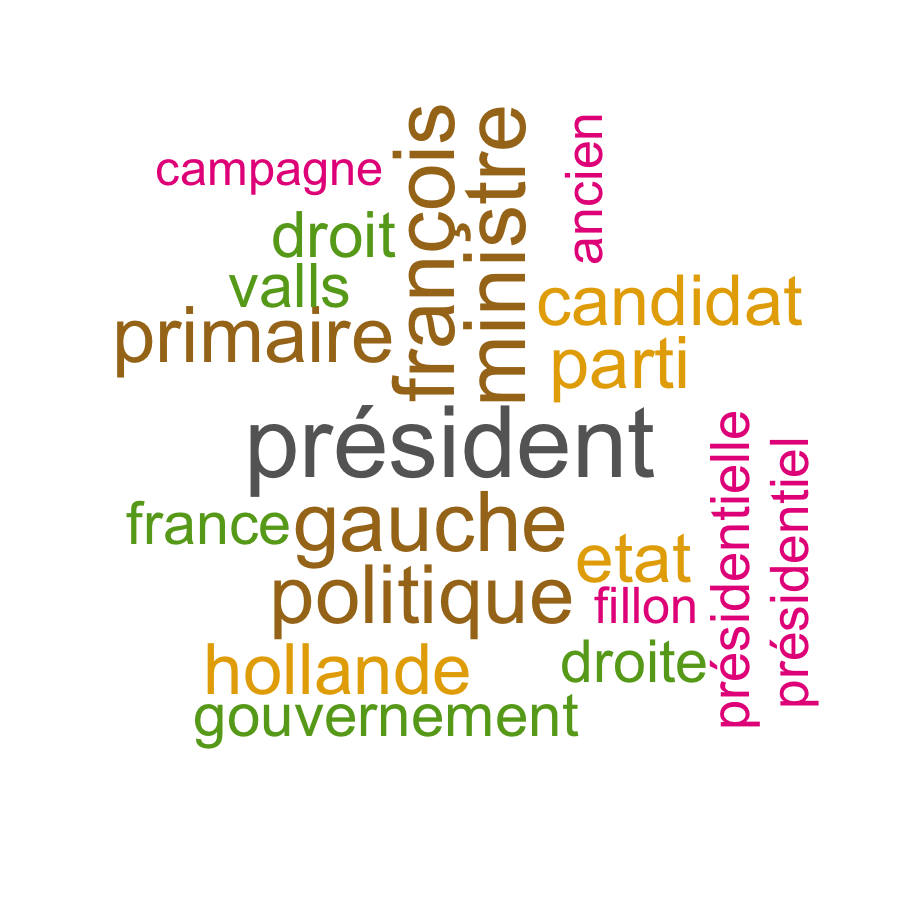 françois
ministre
ancien
campagne
droit
valls
candidat
primaire
parti
président
présidentielle
présidentiel
france
gauche
etat
politique
fillon
hollande
droite
gouvernement